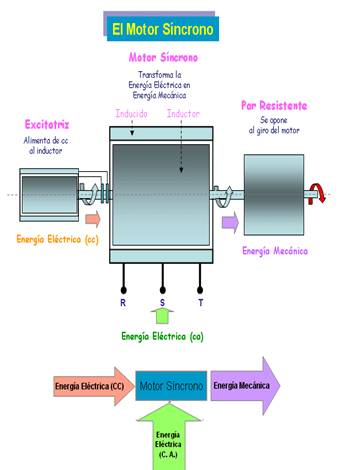 El Motor Síncrono
Motor Síncrono
Transforma la
Energía Eléctrica en
Energía Mecánica
Excitatriz
Alimenta de cc
al inductor
Inducido
Inductor
Par Resistente
Se opone
al giro del motor
Energía Eléctrica (cc)
Energía Mecánica
R S T
Energía Eléctrica (ca)
Energía Eléctrica (CC)
Motor Síncrono
Energía Mecánica
Energía
Eléctrica
(C. A.)